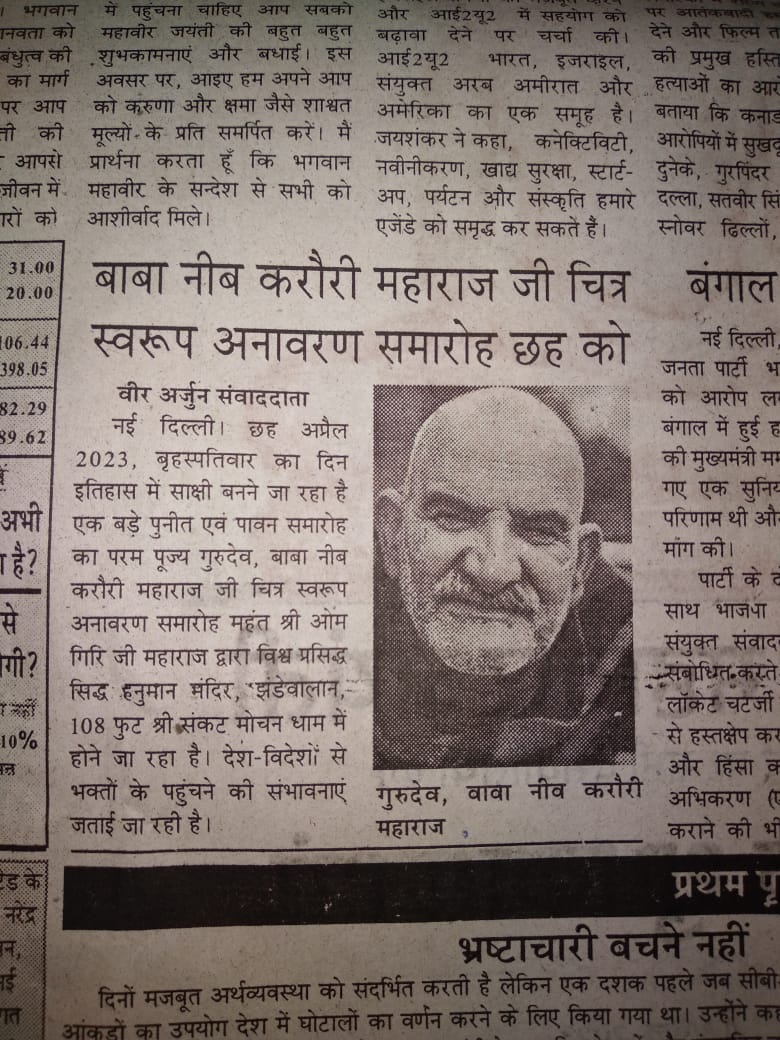 भगवान
नवता को
बंधुत्व की
का मार्ग
पर आप
ती की
आपसे
जीवन में
ारों को
में पहुंचना चाहिए आप सबको
महावीर जयंती की बहुत बहुत
शुभकामनाएं और बधाई। इस
अवसर पर, आइए हम अपने आप
को करुणा और क्षमा जैसे शाश्वत
मूल्यों के प्रति समर्पित करें। मैं
प्रार्थना करता हूँ कि भगवान
महावीर के सन्देश से सभी को
आशीर्वाद मिले।
और आई2यू2 में सहयोग को
बढ़ावा देने पर चर्चा की।
आई2यू2 भारत, इजराइल,
संयुक्त अरब अमीरात और
अमेरिका का एक समूह है।
जयशंकर ने कहा, कनेक्टिविटी,
नवीनीकरण, खाद्य सुरक्षा, स्टार्ट-
अप, पर्यटन और संस्कृति हमारे
एजेंडे को समृद्ध कर सकते हैं।
पर आतंकवादी
देने और फिल्म त
की प्रमुख हस्ति
हत्याओं का आर
बताया कि कनाड
आरोपियों में सुखद
दुनेके, गुरपिंदर
दल्ला, सतवीर सिं
स्नोवर ढिल्लों,
31.00
20.00
106.44
398.05
82.29
89.62
अभी
है?
से
गी?
10%
बाबा नीब करौरी महाराज जी चित्र
स्वरूप अनावरण समारोह छह को
वीर अर्जुन संवाददाता
नई दिल्ली। छह अप्रैल
2023, बृहस्पतिवार का दिन
इतिहास में साक्षी बनने जा रहा है
एक बड़े पुनीत एवं पावन समारोह
का परम पूज्य गुरुदेव, बाबा नीब
करौरी महाराज जी चित्र स्वरूप
अनावरण समारोह महंत श्री ओम
गिरि जी महाराज द्वारा विश्व प्रसिद्ध
सिद्ध हनुमान मंदिर, झंडेवालान,
108 फुट श्री संकट मोचन धाम में
होने जा रहा है। देश-विदेशों से
भक्तों के पहुंचने की संभावनाएं
जताई जा रही है।
गुरुदेव, बाबा नीव करौरी
महाराज
बंगाल
नई दिल्ली,
जनता पार्टी भ
को आरोप ल
बंगाल में हुई ह
की मुख्यमंत्री मम
गए एक सुनिय
परिणाम थी औ
मांग की।
पार्टी के
साथ भाजपा
संयुक्त संवाद
संबोधित करते
लॉकेट चटर्जी
से हस्तक्षेप कर
और हिंसा क
अभिकरण (ए
कराने की भी
ड के
नरेंद्र
प्रथम पृ
भ्रष्टाचारी बचने नहीं
दिनों मजबूत अर्थव्यवस्था को संदर्भित करती है लेकिन एक दशक पहले जब सीबी
आंकड़ों का उपयोग देश में घोटालों का वर्णन करने के लिए किया गया था। उन्होंने कह